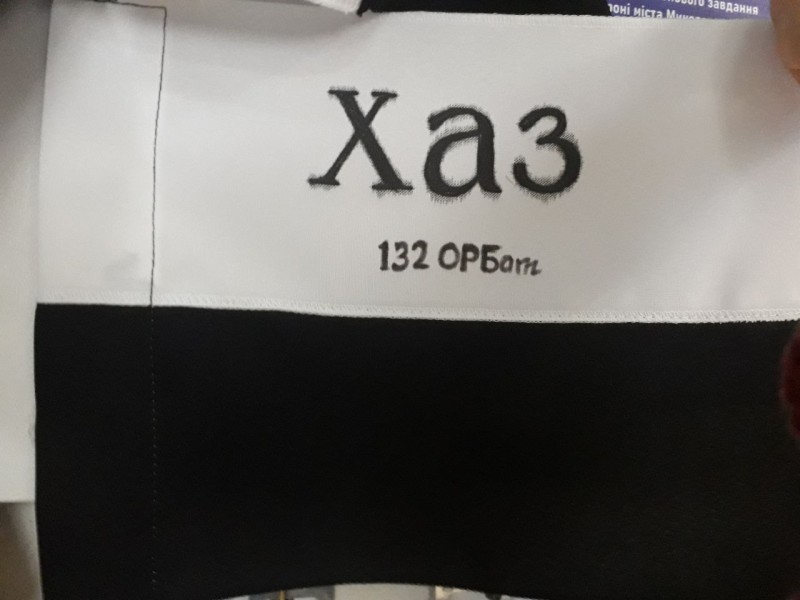 завдання
міста
Хаз
132 ОРБат